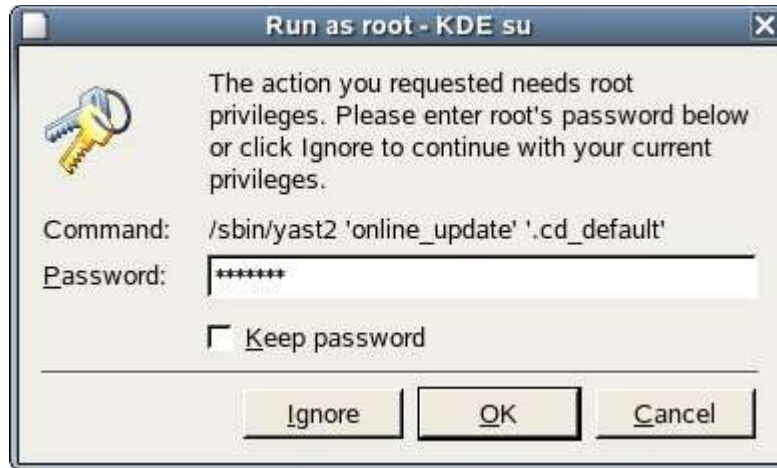 Run as root - KDE su
The action you requested needs root
privileges. Please enter root's password below
or click Ignore to continue with your current
privileges.
Command: /sbin/yast2 'online_update' '.cd_default'
Password: *******
Keep password
Ignore OK Cancel